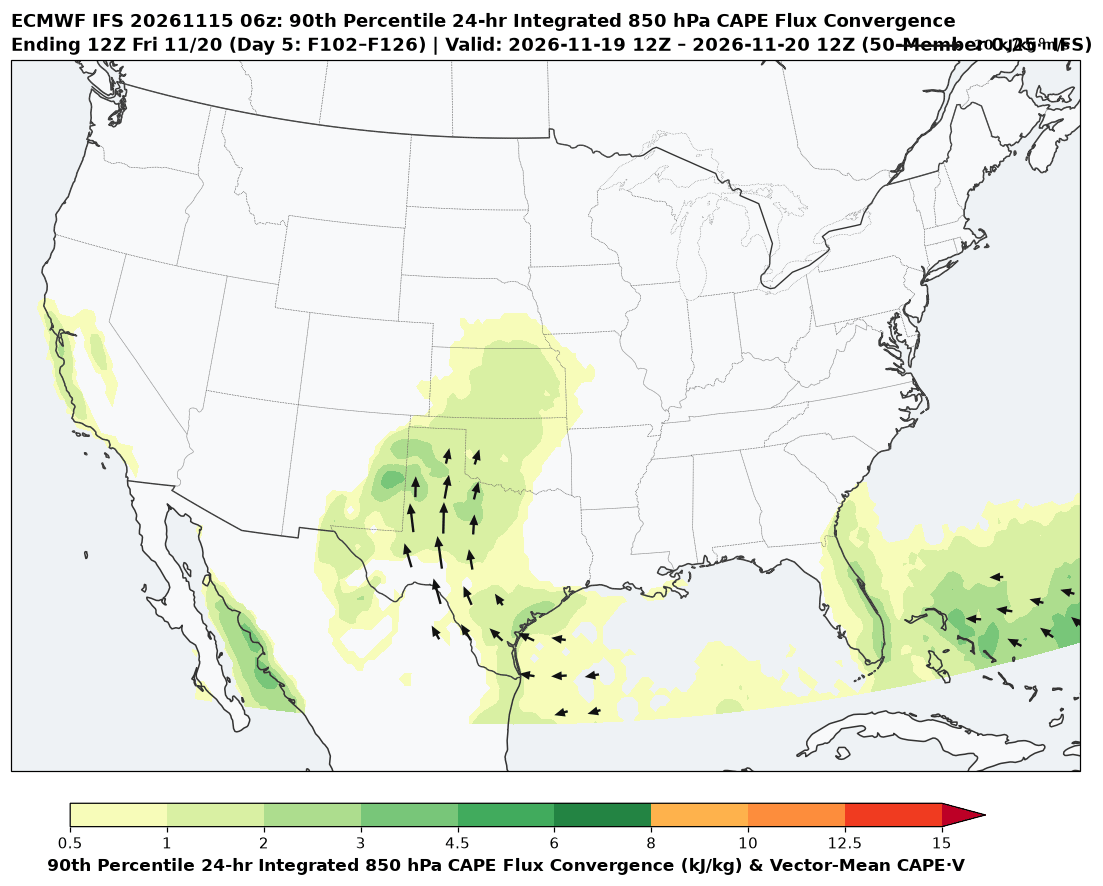 ECMWF IFS 20261115 06z: 90th Percentile 24-hr Integrated 850 hPa CAPE Flux Convergence
Ending 12Z Fri 11/20 (Day 5: F102–F126) | Valid: 2026-11-19 12Z – 2026-11-20 12Z (50-Member 0.25° IFS)
20 kJ/kg·m/s
0.5 1 2 3 4.5 6 8 10 12.5 15
90th Percentile 24-hr Integrated 850 hPa CAPE Flux Convergence (kJ/kg) & Vector-Mean CAPE·V